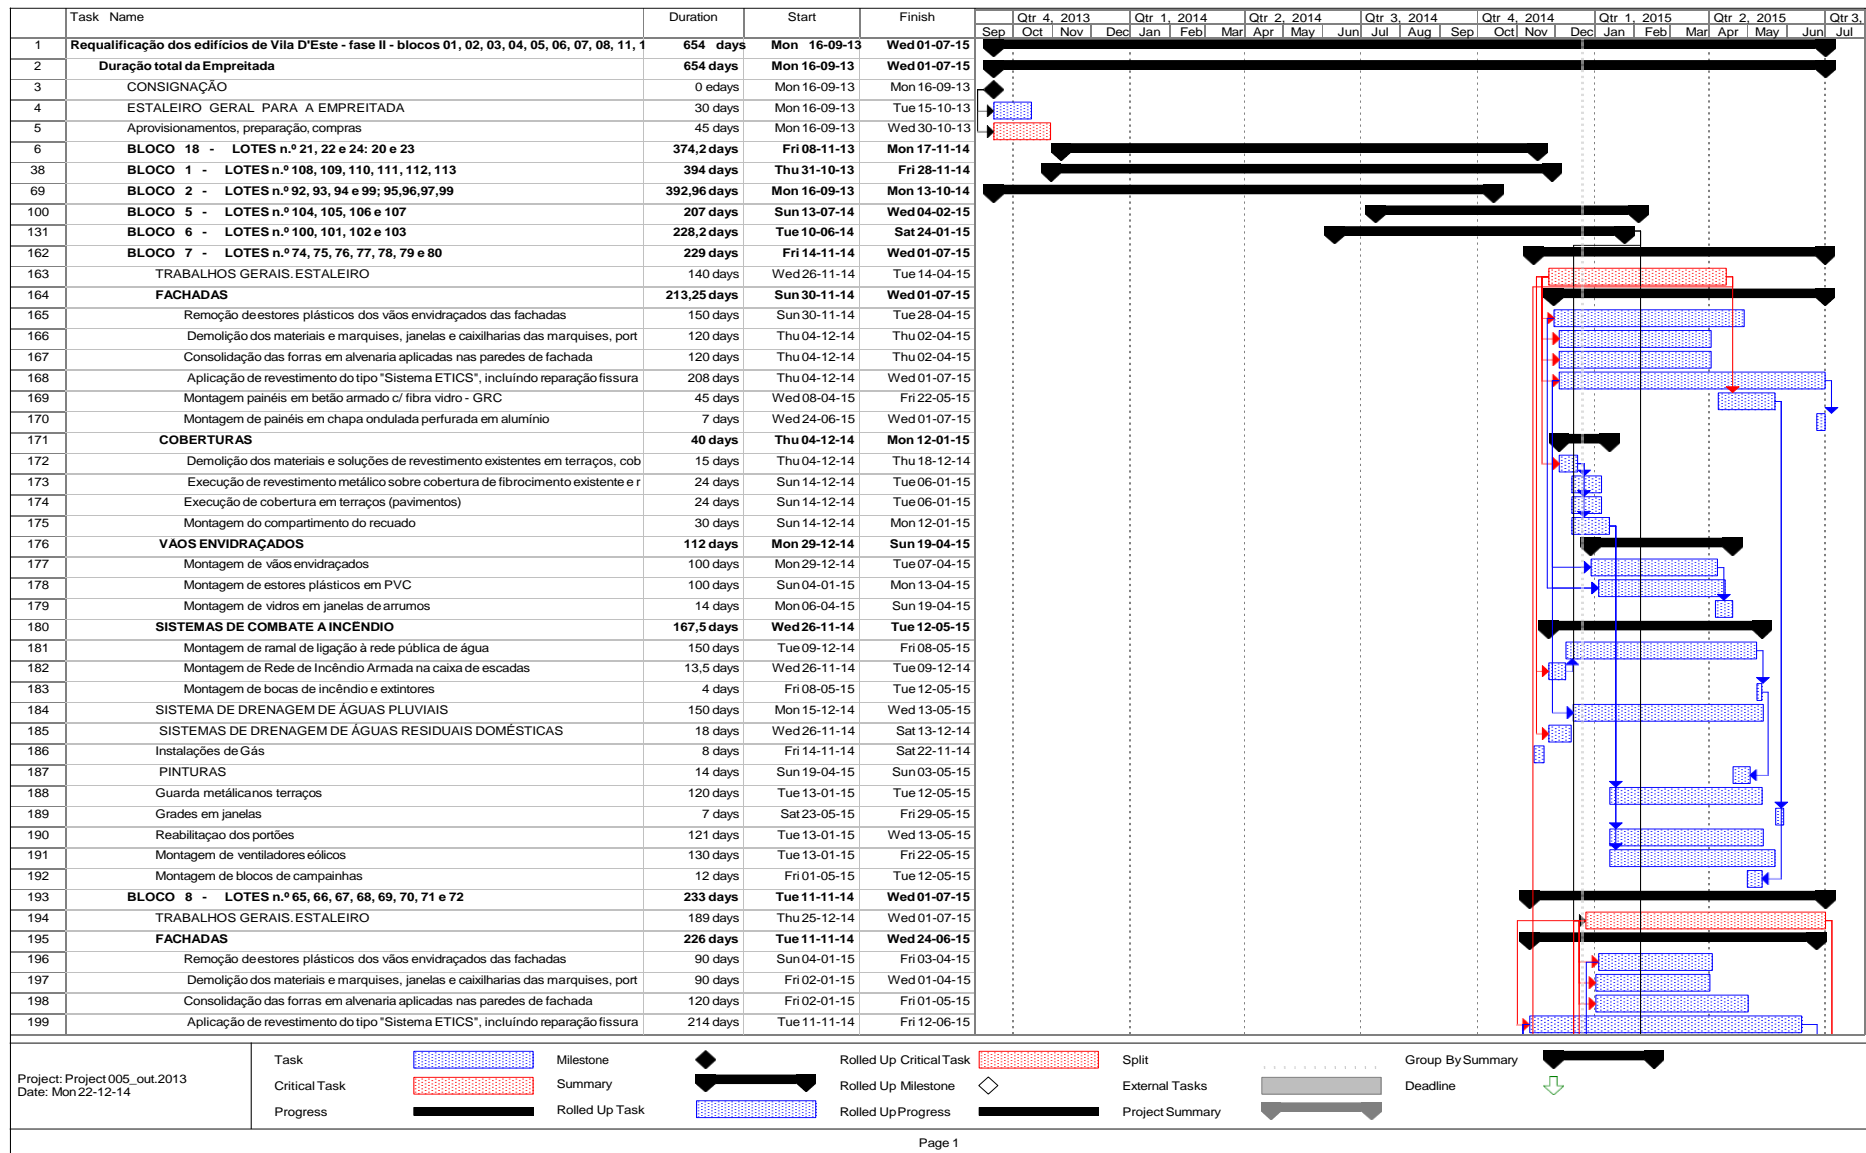 Task Name Duration Start Finish Qtr 4, 2013 Qtr 1, 2014 Qtr 2, 2014 Qtr 3, 2014 Qtr 4, 2014 Qtr 1, 2015 Qtr 2, 2015 Qtr 3,
Sep Oct Nov Dec Jan Feb Mar Apr May Jun Jul Aug Sep Oct Nov Dec Jan Feb Mar Apr May Jun Jul
1 Requalificação dos edifícios de Vila D'Este - fase II - blocos 01, 02, 03, 04, 05, 06, 07, 08, 11, 1 654 days Mon 16-09-13 Wed 01-07-15
2 Duração total da Empreitada 654 days Mon 16-09-13 Wed 01-07-15
3 CONSIGNAÇÃO 0 edays Mon 16-09-13 Mon 16-09-13
4 ESTALEIRO GERAL PARA A EMPREITADA 30 days Mon 16-09-13 Tue 15-10-13
5 Aprovisionamentos, preparação, compras 45 days Mon 16-09-13 Wed 30-10-13
6 BLOCO 18 - LOTES n.º 21, 22 e 24: 20 e 23 374,2 days Fri 08-11-13 Mon 17-11-14
38 BLOCO 1 - LOTES n.º 108, 109, 110, 111, 112, 113 394 days Thu 31-10-13 Fri 28-11-14
69 BLOCO 2 - LOTES n.º 92, 93, 94 e 99; 95,96,97,99 392,96 days Mon 16-09-13 Mon 13-10-14
100 BLOCO 5 - LOTES n.º 104, 105, 106 e 107 207 days Sun 13-07-14 Wed 04-02-15
131 BLOCO 6 - LOTES n.º 100, 101, 102 e 103 228,2 days Tue 10-06-14 Sat 24-01-15
162 BLOCO 7 - LOTES n.º 74, 75, 76, 77, 78, 79 e 80 229 days Fri 14-11-14 Wed 01-07-15
163 TRABALHOS GERAIS. ESTALEIRO 140 days Wed 26-11-14 Tue 14-04-15
164 FACHADAS 213,25 days Sun 30-11-14 Wed 01-07-15
165 Remoção de estores plásticos dos vãos envidraçados das fachadas 150 days Sun 30-11-14 Tue 28-04-15
166 Demolição dos materiais e marquises, janelas e caixilharias das marquises, port 120 days Thu 04-12-14 Thu 02-04-15
167 Consolidação das forras em alvenaria aplicadas nas paredes de fachada 120 days Thu 04-12-14 Thu 02-04-15
168 Aplicação de revestimento do tipo "Sistema ETICS", incluíndo reparação fissura 208 days Thu 04-12-14 Wed 01-07-15
169 Montagem painéis em betão armado c/ fibra vidro - GRC 45 days Wed 08-04-15 Fri 22-05-15
170 Montagem de painéis em chapa ondulada perfurada em alumínio 7 days Wed 24-06-15 Wed 01-07-15
171 COBERTURAS 40 days Thu 04-12-14 Mon 12-01-15
172 Demolição dos materiais e soluções de revestimento existentes em terraços, cob 15 days Thu 04-12-14 Thu 18-12-14
173 Execução de revestimento metálico sobre cobertura de fibrocimento existente e r 24 days Sun 14-12-14 Tue 06-01-15
174 Execução de cobertura em terraços (pavimentos) 24 days Sun 14-12-14 Tue 06-01-15
175 Montagem do compartimento do recuado 30 days Sun 14-12-14 Mon 12-01-15
176 VÃOS ENVIDRAÇADOS 112 days Mon 29-12-14 Sun 19-04-15
177 Montagem de vãos envidraçados 100 days Mon 29-12-14 Tue 07-04-15
178 Montagem de estores plásticos em PVC 100 days Sun 04-01-15 Mon 13-04-15
179 Montagem de vidros em janelas de arrumos 14 days Mon 06-04-15 Sun 19-04-15
180 SISTEMAS DE COMBATE A INCÊNDIO 167,5 days Wed 26-11-14 Tue 12-05-15
181 Montagem de ramal de ligação à rede pública de água 150 days Tue 09-12-14 Fri 08-05-15
182 Montagem de Rede de Incêndio Armada na caixa de escadas 13,5 days Wed 26-11-14 Tue 09-12-14
183 Montagem de bocas de incêndio e extintores 4 days Fri 08-05-15 Tue 12-05-15
184 SISTEMA DE DRENAGEM DE ÁGUAS PLUVIAIS 150 days Mon 15-12-14 Wed 13-05-15
185 SISTEMAS DE DRENAGEM DE ÁGUAS RESIDUAIS DOMÉSTICAS 18 days Wed 26-11-14 Sat 13-12-14
186 Instalações de Gás 8 days Fri 14-11-14 Sat 22-11-14
187 PINTURAS 14 days Sun 19-04-15 Sun 03-05-15
188 Guarda metálica nos terraços 120 days Tue 13-01-15 Tue 12-05-15
189 Grades em janelas 7 days Sat 23-05-15 Fri 29-05-15
190 Reabilitaçao dos portões 121 days Tue 13-01-15 Wed 13-05-15
191 Montagem de ventiladores eólicos 130 days Tue 13-01-15 Fri 22-05-15
192 Montagem de blocos de campainhas 12 days Fri 01-05-15 Tue 12-05-15
193 BLOCO 8 - LOTES n.º 65, 66, 67, 68, 69, 70, 71 e 72 233 days Tue 11-11-14 Wed 01-07-15
194 TRABALHOS GERAIS. ESTALEIRO 189 days Thu 25-12-14 Wed 01-07-15
195 FACHADAS 226 days Tue 11-11-14 Wed 24-06-15
196 Remoção de estores plásticos dos vãos envidraçados das fachadas 90 days Sun 04-01-15 Fri 03-04-15
197 Demolição dos materiais e marquises, janelas e caixilharias das marquises, port 90 days Fri 02-01-15 Wed 01-04-15
198 Consolidação das forras em alvenaria aplicadas nas paredes de fachada 120 days Fri 02-01-15 Fri 01-05-15
199 Aplicação de revestimento do tipo "Sistema ETICS", incluíndo reparação fissura 214 days Tue 11-11-14 Fri 12-06-15
Project: Project 005_out.2013
Date: Mon 22-12-14
Task Milestone Rolled Up Critical Task Split Group By Summary
Critical Task Summary Rolled Up Milestone External Tasks Deadline
Progress Rolled Up Task Rolled Up Progress Project Summary
Page 1